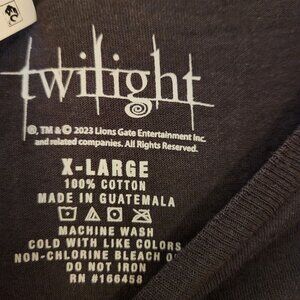 twilight
®, TM & © 2023 Lions Gate Entertainment Inc.
and related companies. All Rights Reserved.
X-LARGE
100% COTTON
MADE IN GUATEMALA
MACHINE WASH
COLD WITH LIKE COLORS
NON-CHLORINE BLEACH
DO NOT IRON
RN #166458